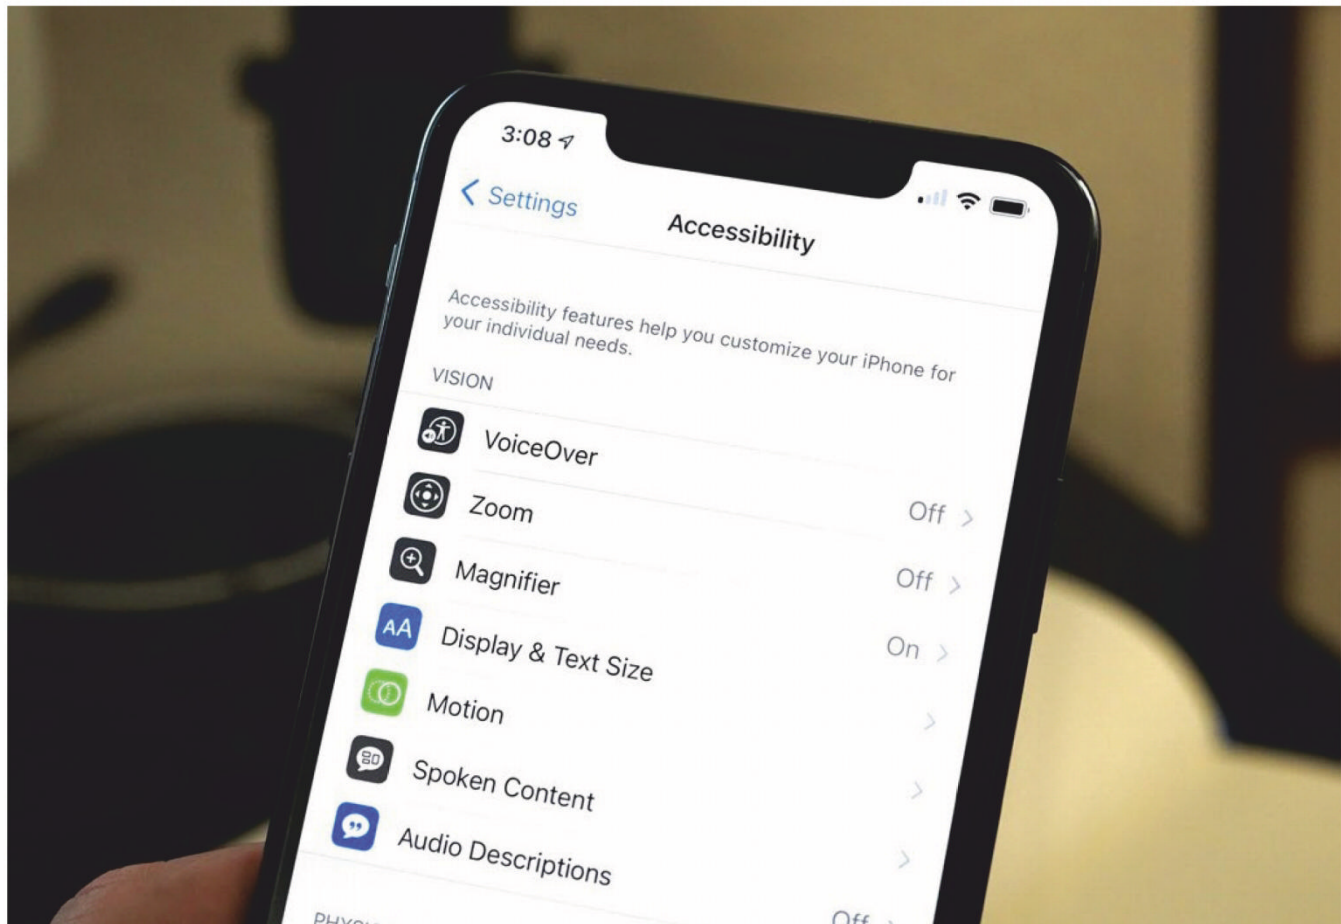 3:08
Settings
Accessibility
Accessibility features help you customize your iPhone for
your individual needs.
VISION
VoiceOver Off
Zoom Off
Magnifier On
AA Display & Text Size
Motion
Spoken Content
Audio Descriptions Off